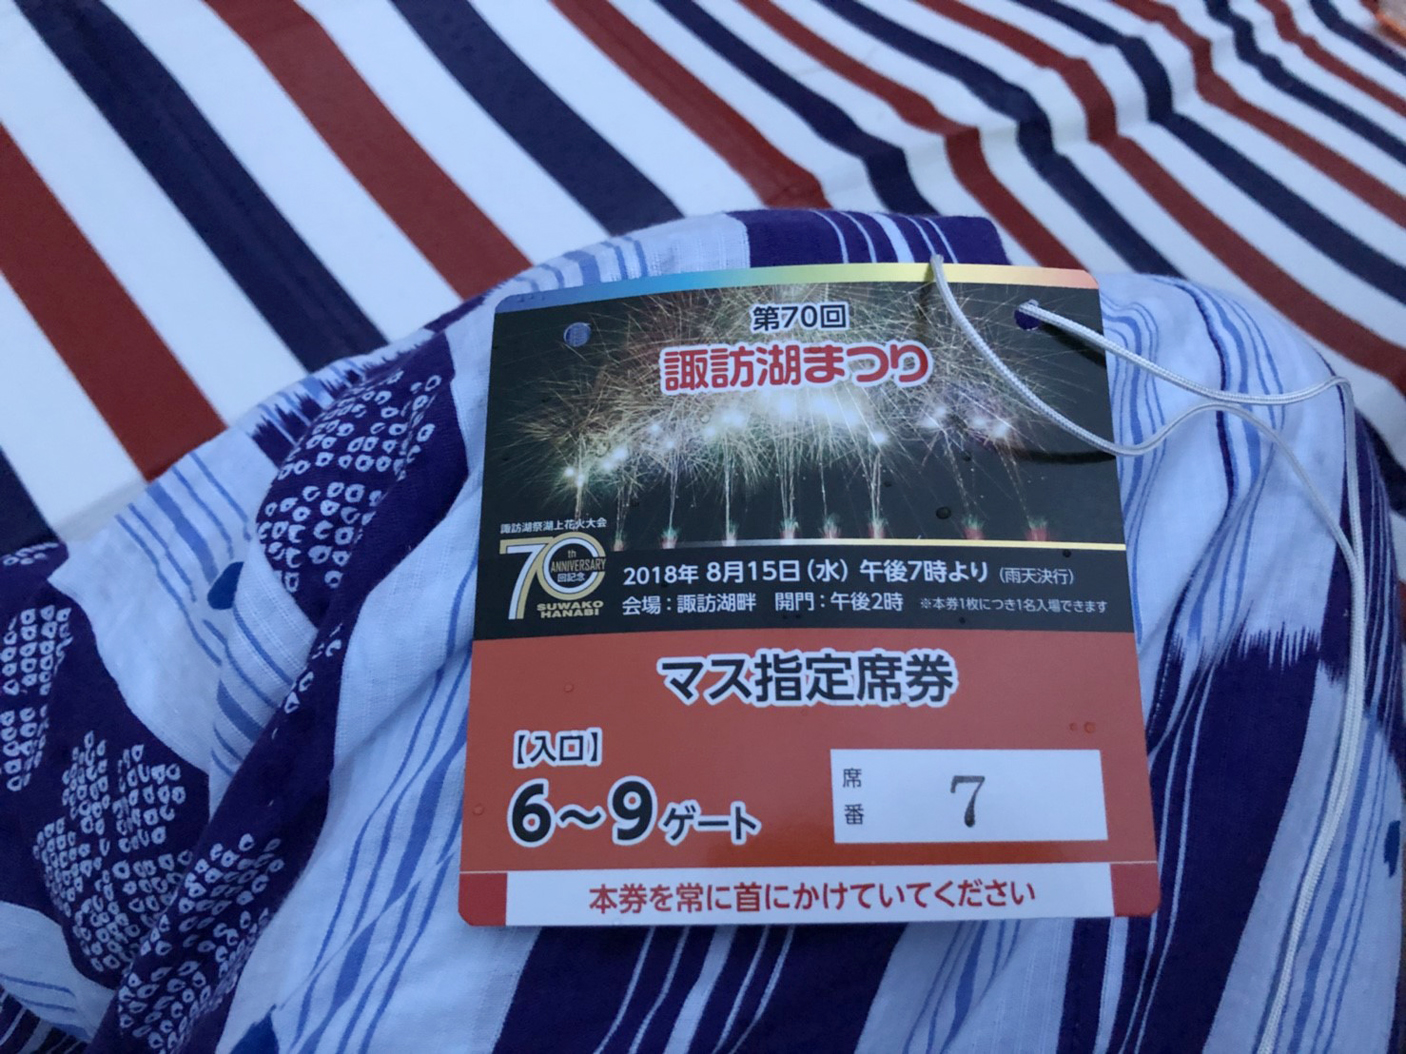 第70回
諏訪湖まつり
諏訪湖祭湖上花火大会
70th
ANNIVERSARY
回記念
SUWAKO
HANABI
2018年 8月15日(水) 午後7時より (雨天決行)
会場:諏訪湖畔 開門:午後2時 ※本券1枚につき1名入場できます
マス指定席券
【入口】
6〜9ゲート
席番 7
本券を常に首にかけていてください